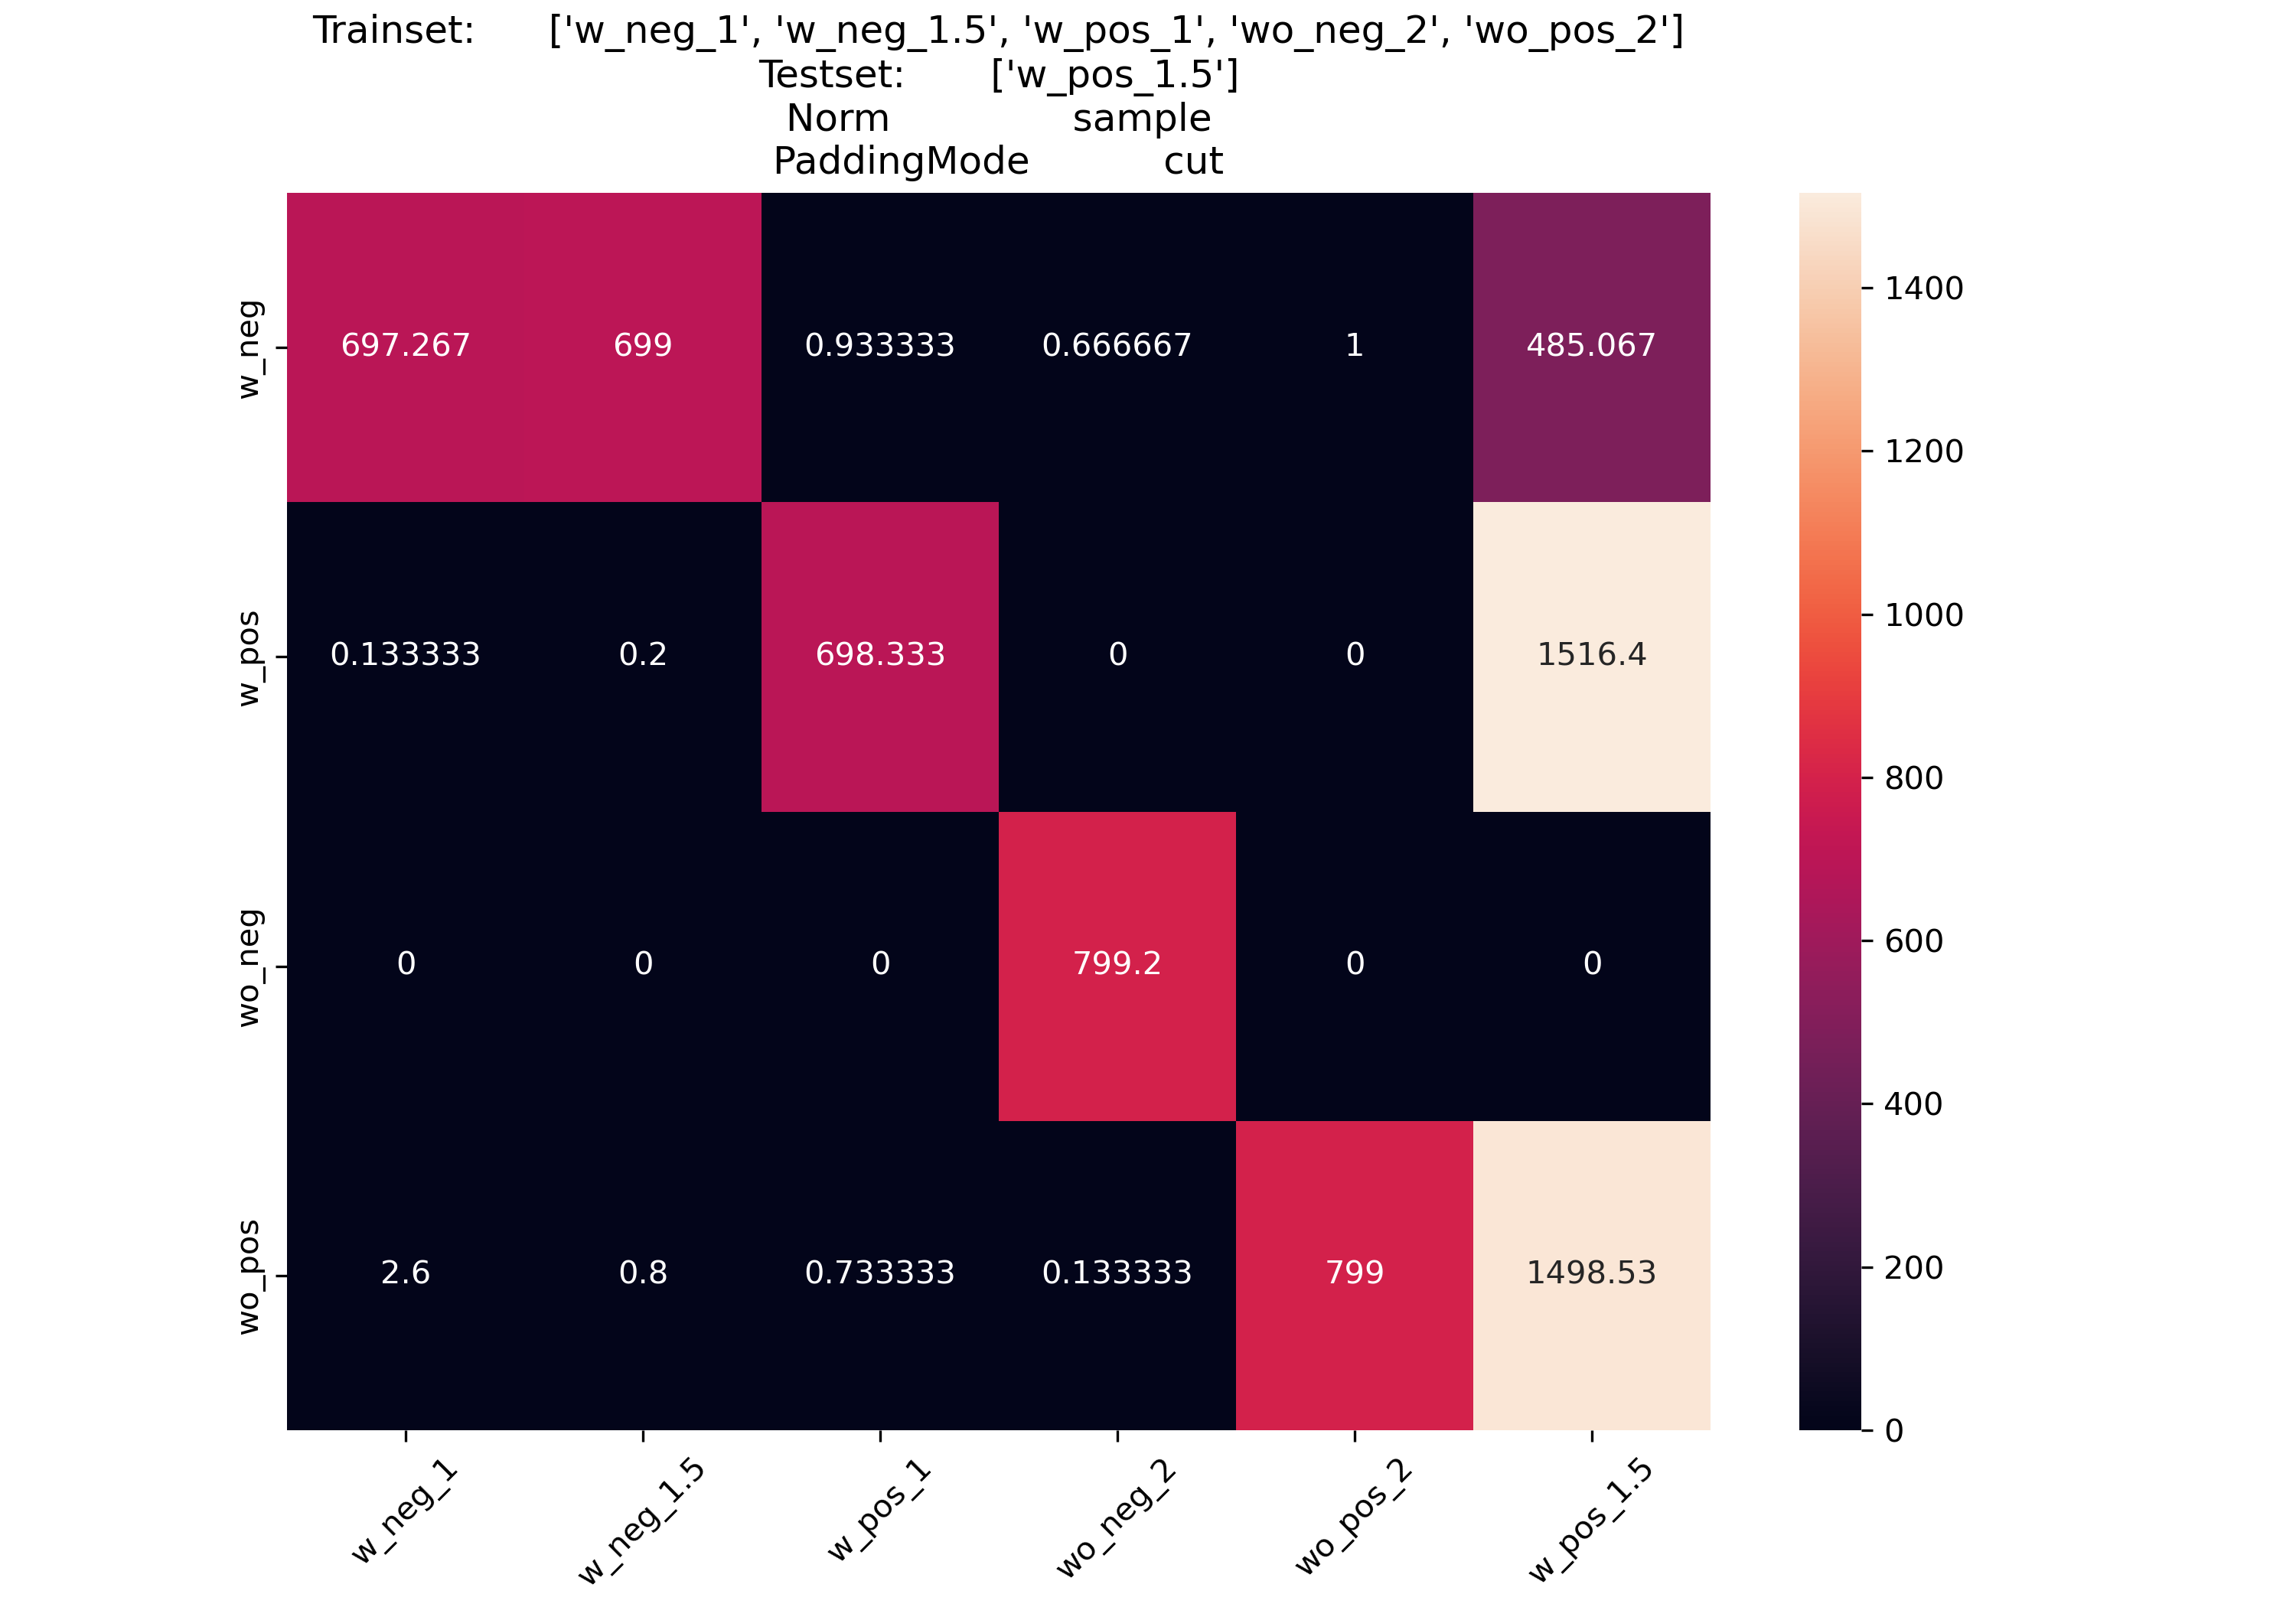 Trainset: ['w_neg_1', 'w_neg_1.5', 'w_pos_1', 'wo_neg_2', 'wo_pos_2']
Testset: ['w_pos_1.5']
Norm sample
PaddingMode cut
w_neg 697.267 699 0.933333 0.666667 1 485.067
w_pos 0.133333 0.2 698.333 0 0 1516.4
wo_neg 0 0 0 799.2 0 0
wo_pos 2.6 0.8 0.733333 0.133333 799 1498.53
w_neg_1 w_neg_1.5 w_pos_1 wo_neg_2 wo_pos_2 w_pos_1.5
1400
1200
1000
800
600
400
200
0